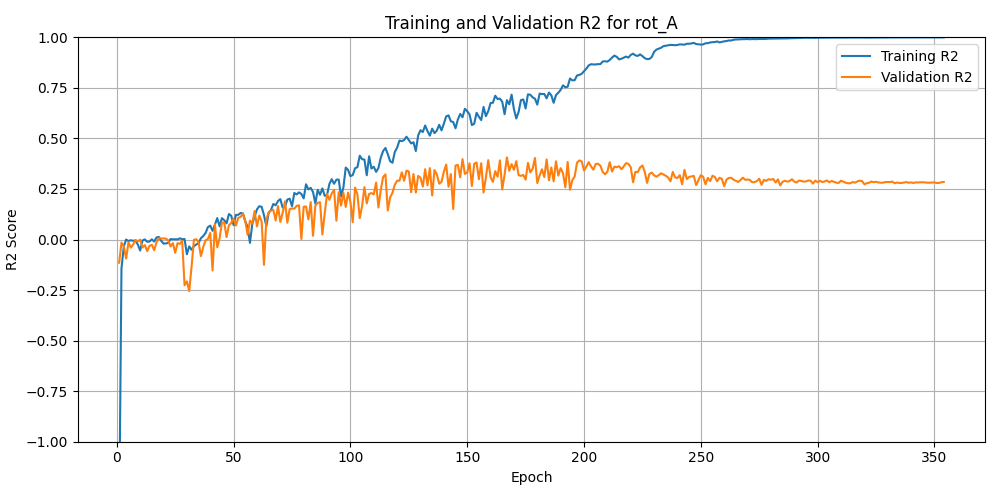 Training and Validation R2 for rot_A
1.00
0.75
0.50
0.25
0.00
−0.25
−0.50
−0.75
−1.00
R2 Score
Training R2
Validation R2
0 50 100 150 200 250 300 350
Epoch